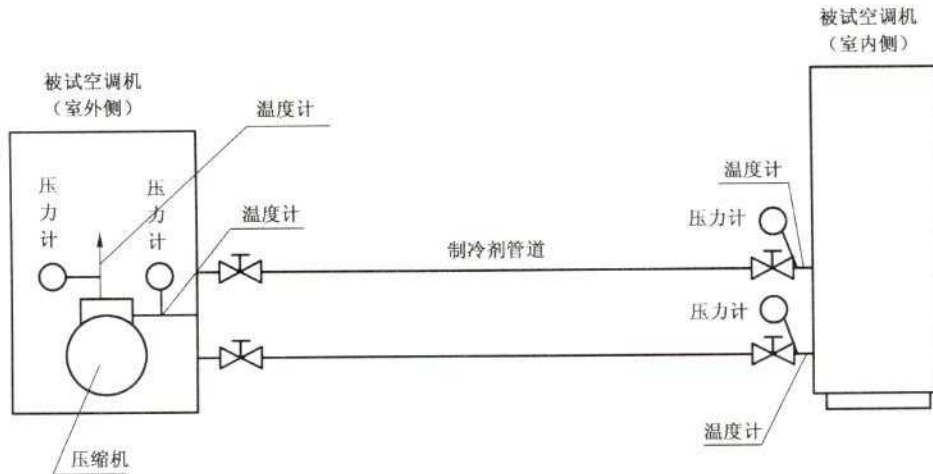 被试空调机
（室内侧）
被试空调机
（室外侧）
温度计
温度计
压力计
压力计
温度计
压力计
制冷剂管道
压力计
温度计
压缩机